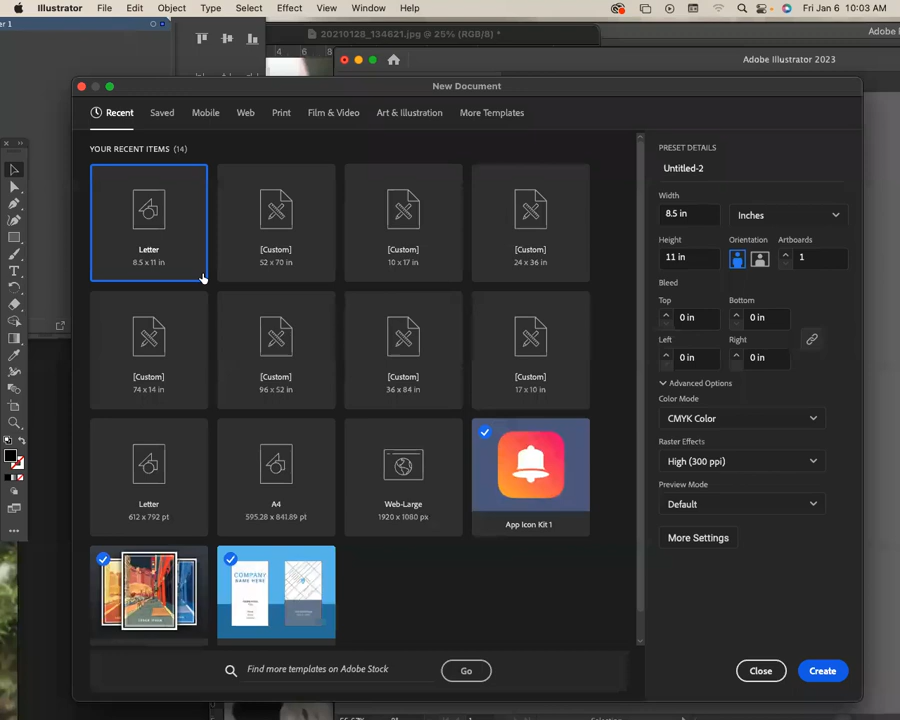 Illustrator File Edit Object Type Select Effect View Window Help Fri Jan 6 10:03 AM
20210128_134621.jpg @ 25% (RGB/8) *
Adobe I
Adobe Illustrator 2023
New Document
Recent Saved Mobile Web Print Film & Video Art & Illustration More Templates
YOUR RECENT ITEMS (14)
Letter
8.5 x 11 in
[Custom]
52 x 70 in
[Custom]
10 x 17 in
[Custom]
24 x 36 in
[Custom]
74 x 14 in
[Custom]
96 x 52 in
[Custom]
36 x 84 in
[Custom]
17 x 10 in
Letter
612 x 792 pt
A4
595.28 x 841.89 pt
Web-Large
1920 x 1080 px
App Icon Kit 1
COMPANY
NAME HERE
Find more templates on Adobe Stock
Go
PRESET DETAILS
Untitled-2
Width
8.5 in
Inches
Height Orientation Artboards
11 in
1
Bleed
Top Bottom
0 in 0 in
Left Right
0 in 0 in
Advanced Options
Color Mode
CMYK Color
Raster Effects
High (300 ppi)
Preview Mode
Default
More Settings
Close
Create